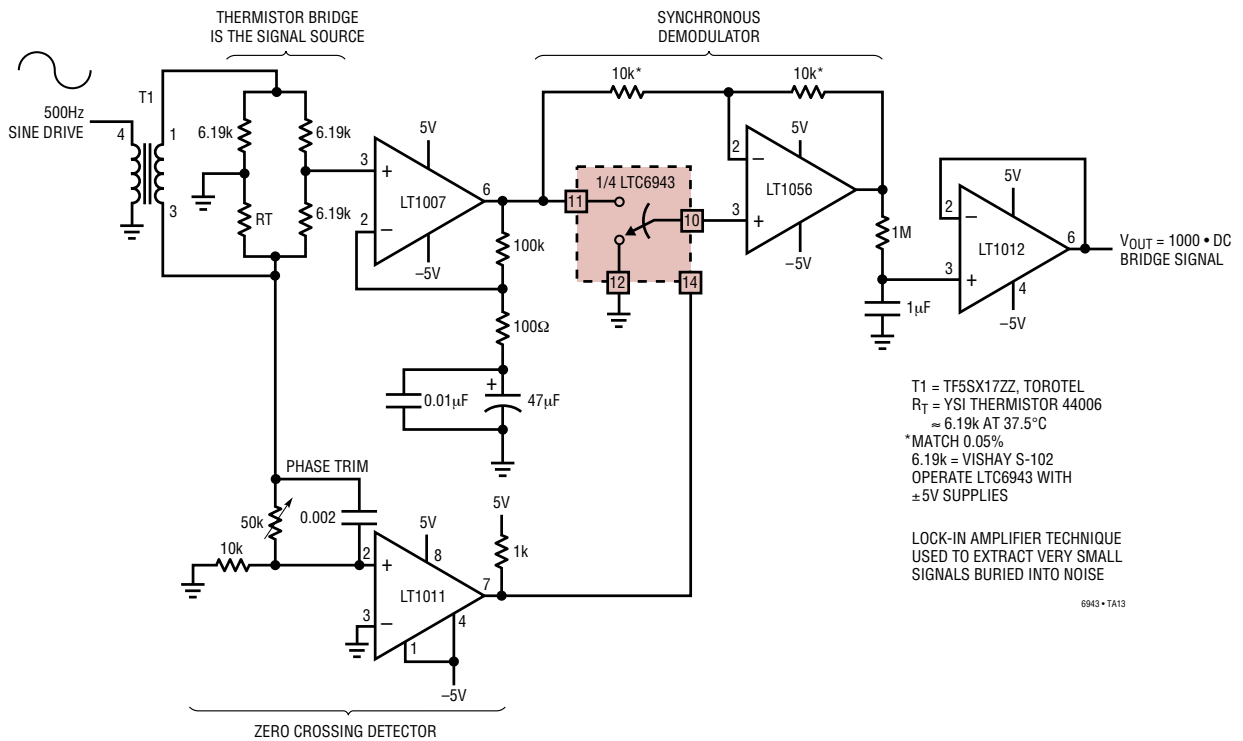 THERMISTOR BRIDGE
IS THE SIGNAL SOURCE
SYNCHRONOUS
DEMODULATOR
500Hz
SINE DRIVE
T1
4
1
3
6.19k
6.19k
RT
6.19k
3
+
2
–
LT1007
6
5V
–5V
100k
100Ω
0.01µF
+
47µF
10k*
10k*
1/4 LTC6943
11
10
12
14
2
–
3
+
LT1056
5V
–5V
1M
1µF
2
–
3
+
LT1012
5V
6
4
–5V
VOUT = 1000 • DC
BRIDGE SIGNAL
T1 = TF5SX17ZZ, TOROTEL
RT = YSI THERMISTOR 44006
≈ 6.19k AT 37.5°C
*MATCH 0.05%
6.19k = VISHAY S-102
OPERATE LTC6943 WITH
±5V SUPPLIES
LOCK-IN AMPLIFIER TECHNIQUE
USED TO EXTRACT VERY SMALL
SIGNALS BURIED INTO NOISE
6943 • TA13
PHASE TRIM
50k
0.002
10k
2
+
3
–
LT1011
5V
8
7
1
4
–5V
5V
1k
ZERO CROSSING DETECTOR